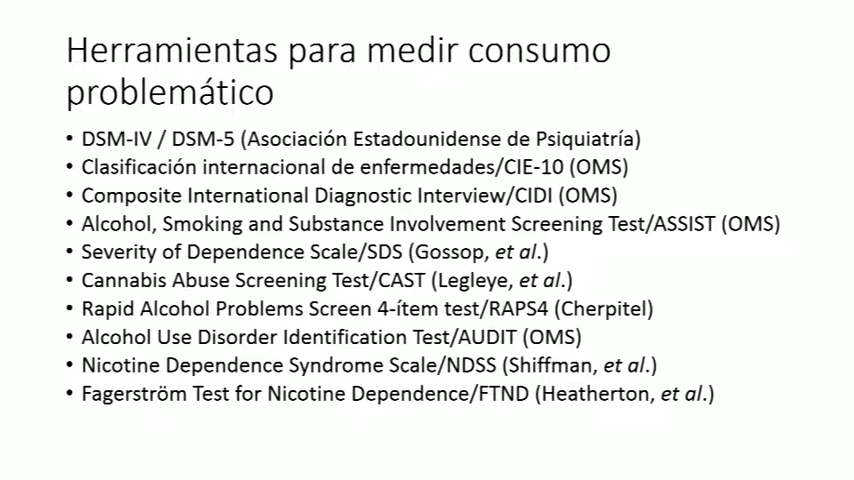 Herramientas para medir consumo
problemático
• DSM-IV / DSM-5 (Asociación Estadounidense de Psiquiatría)
• Clasificación internacional de enfermedades/CIE-10 (OMS)
• Composite International Diagnostic Interview/CIDI (OMS)
• Alcohol, Smoking and Substance Involvement Screening Test/ASSIST (OMS)
• Severity of Dependence Scale/SDS (Gossop, et al.)
• Cannabis Abuse Screening Test/CAST (Legleye, et al.)
• Rapid Alcohol Problems Screen 4-ítem test/RAPS4 (Cherpitel)
• Alcohol Use Disorder Identification Test/AUDIT (OMS)
• Nicotine Dependence Syndrome Scale/NDSS (Shiffman, et al.)
• Fagerström Test for Nicotine Dependence/FTND (Heatherton, et al.)